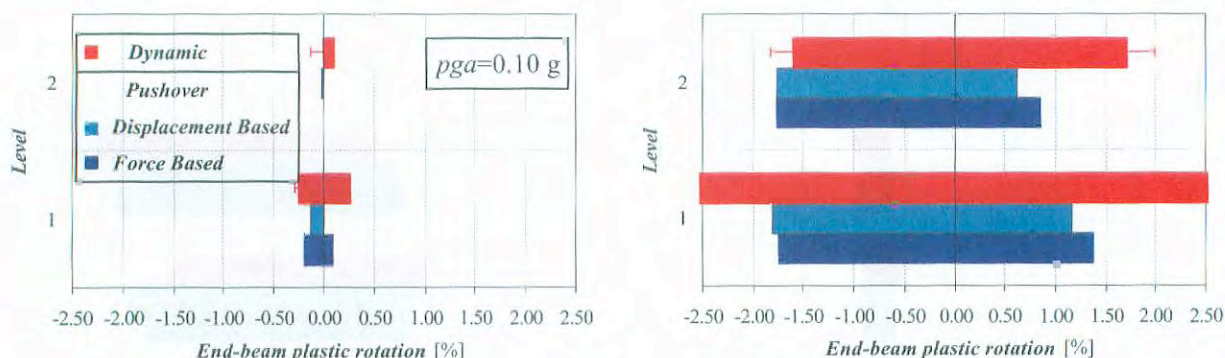 Dynamic
Pushover
Displacement Based
Force Based
pga=0.10 g
Level
2
1
-2.50 -2.00 -1.50 -1.00 -0.50 0.00 0.50 1.00 1.50 2.00 2.50
End-beam plastic rotation [%]
Level
2
1
-2.50 -2.00 -1.50 -1.00 -0.50 0.00 0.50 1.00 1.50 2.00 2.50
End-beam plastic rotation [%]